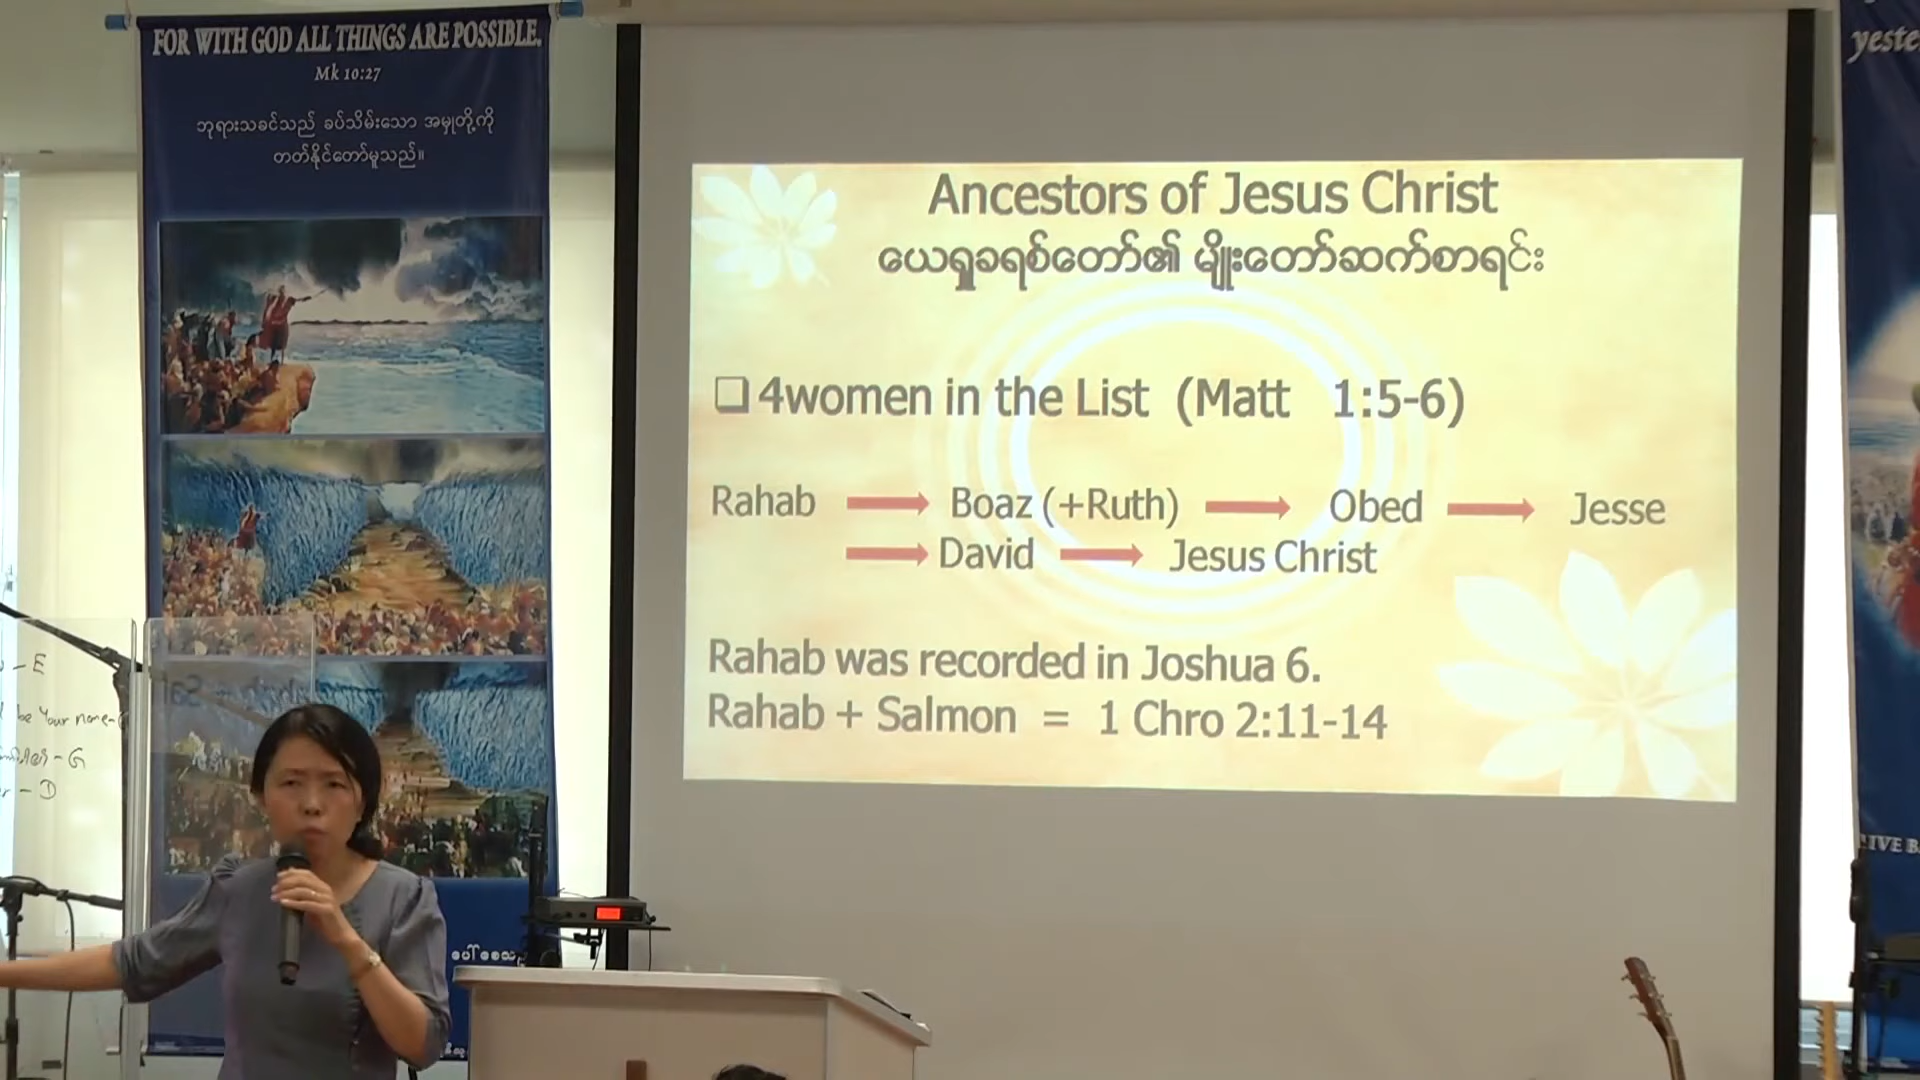 FOR WITH GOD ALL THINGS ARE POSSIBLE.
Mk 10:27
ဘုရားသခင်သည် ခပ်သိမ်းသော အမှုတို့ကို
တတ်နိုင်တော်မူသည်။
Ancestors of Jesus Christ
ယေရှုခရစ်တော်၏ မျိုးတော်ဆက်စာရင်း
❑ 4women in the List (Matt 1:5-6)
Rahab → Boaz (+Ruth) → Obed → Jesse
→ David → Jesus Christ
Rahab was recorded in Joshua 6.
Rahab + Salmon = 1 Chro 2:11-14
- E
be Your name-
- G
- D
yeste